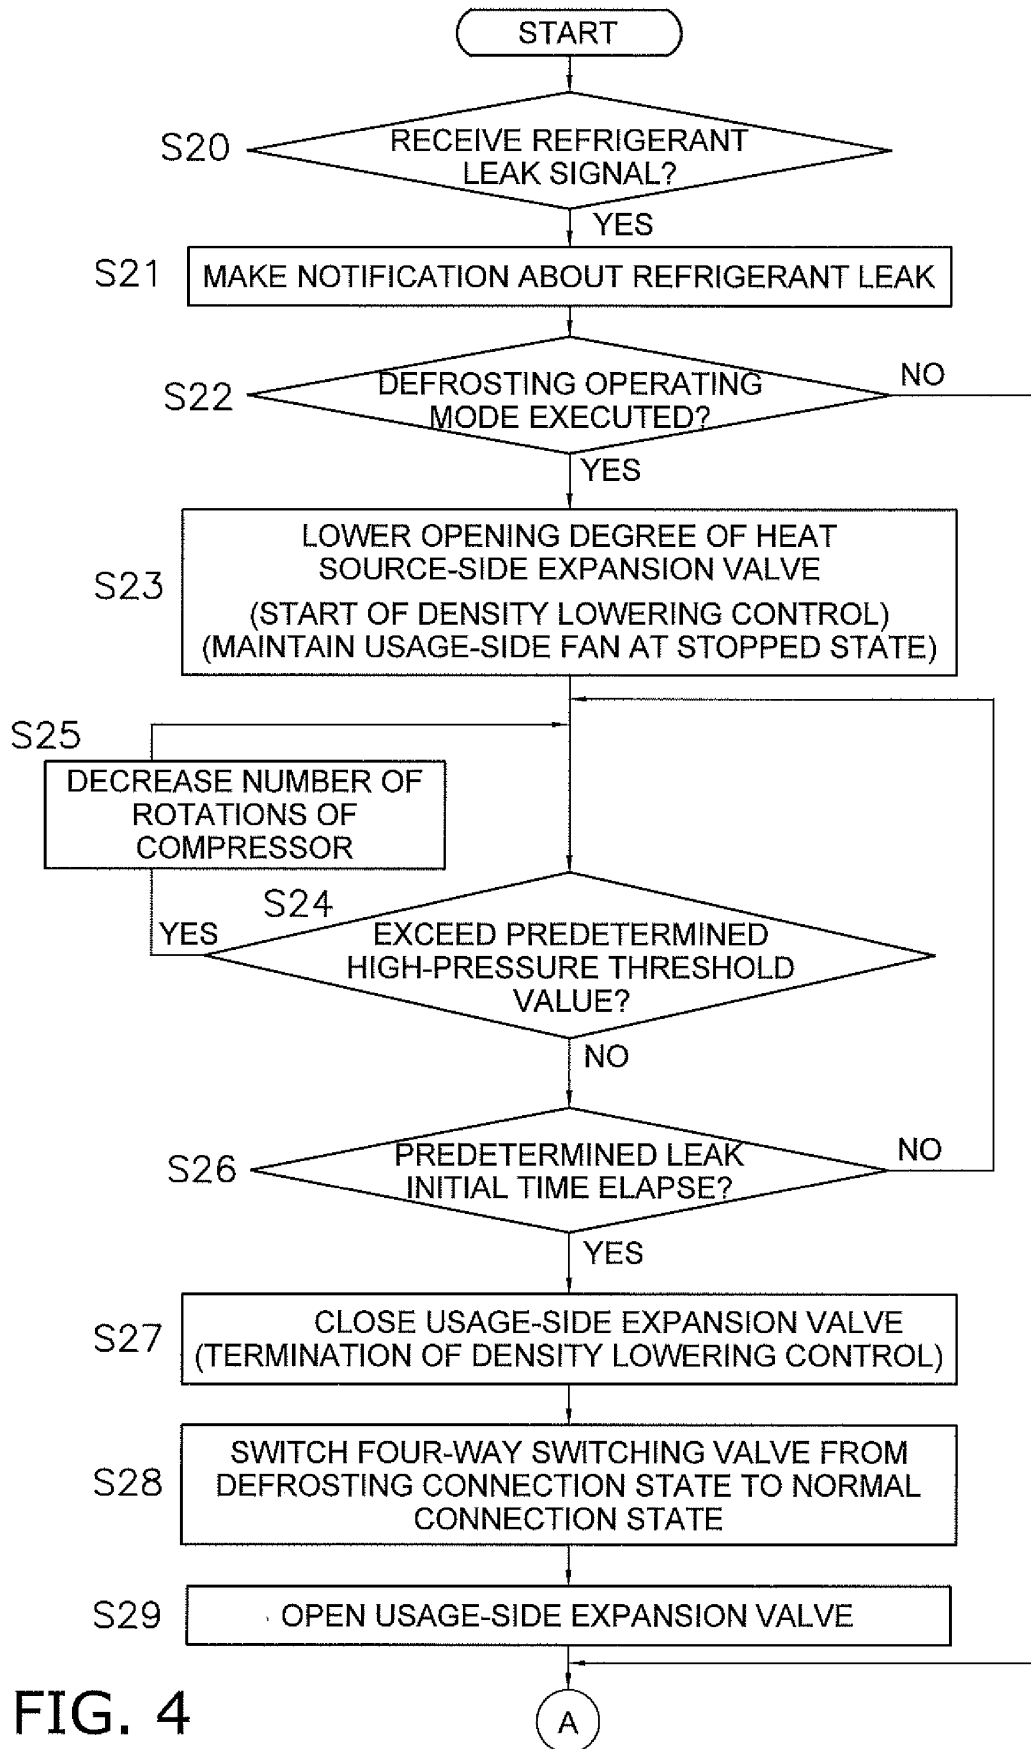 START
S20
RECEIVE REFRIGERANT
LEAK SIGNAL?
YES
S21
MAKE NOTIFICATION ABOUT REFRIGERANT LEAK
S22
DEFROSTING OPERATING
MODE EXECUTED?
NO
YES
S23
LOWER OPENING DEGREE OF HEAT
SOURCE-SIDE EXPANSION VALVE
(START OF DENSITY LOWERING CONTROL)
(MAINTAIN USAGE-SIDE FAN AT STOPPED STATE)
S25
DECREASE NUMBER OF
ROTATIONS OF
COMPRESSOR
S24
YES
EXCEED PREDETERMINED
HIGH-PRESSURE THRESHOLD
VALUE?
NO
S26
PREDETERMINED LEAK
INITIAL TIME ELAPSE?
NO
YES
S27
CLOSE USAGE-SIDE EXPANSION VALVE
(TERMINATION OF DENSITY LOWERING CONTROL)
S28
SWITCH FOUR-WAY SWITCHING VALVE FROM
DEFROSTING CONNECTION STATE TO NORMAL
CONNECTION STATE
S29
OPEN USAGE-SIDE EXPANSION VALVE
A
FIG. 4